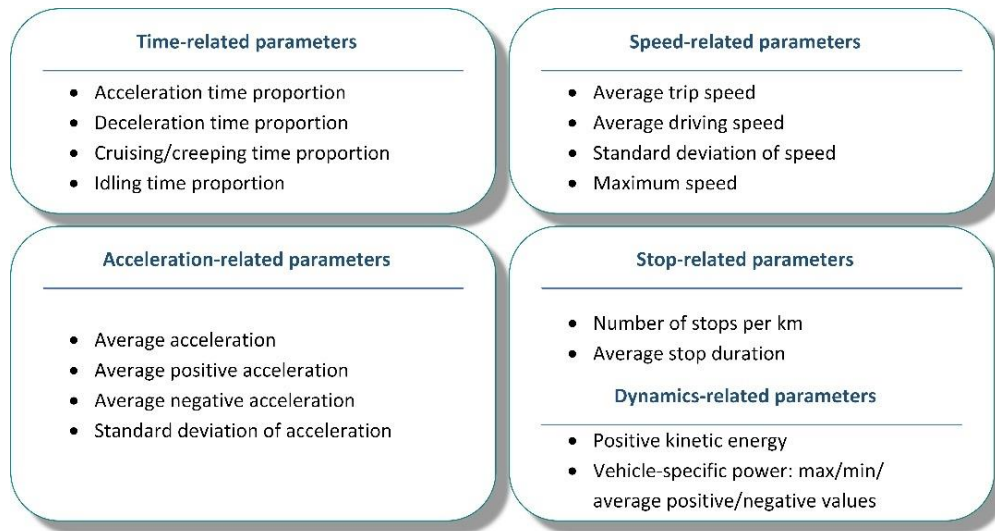 Time-related parameters
• Acceleration time proportion
• Deceleration time proportion
• Cruising/creeping time proportion
• Idling time proportion
Speed-related parameters
• Average trip speed
• Average driving speed
• Standard deviation of speed
• Maximum speed
Acceleration-related parameters
• Average acceleration
• Average positive acceleration
• Average negative acceleration
• Standard deviation of acceleration
Stop-related parameters
• Number of stops per km
• Average stop duration
Dynamics-related parameters
• Positive kinetic energy
• Vehicle-specific power: max/min/
average positive/negative values